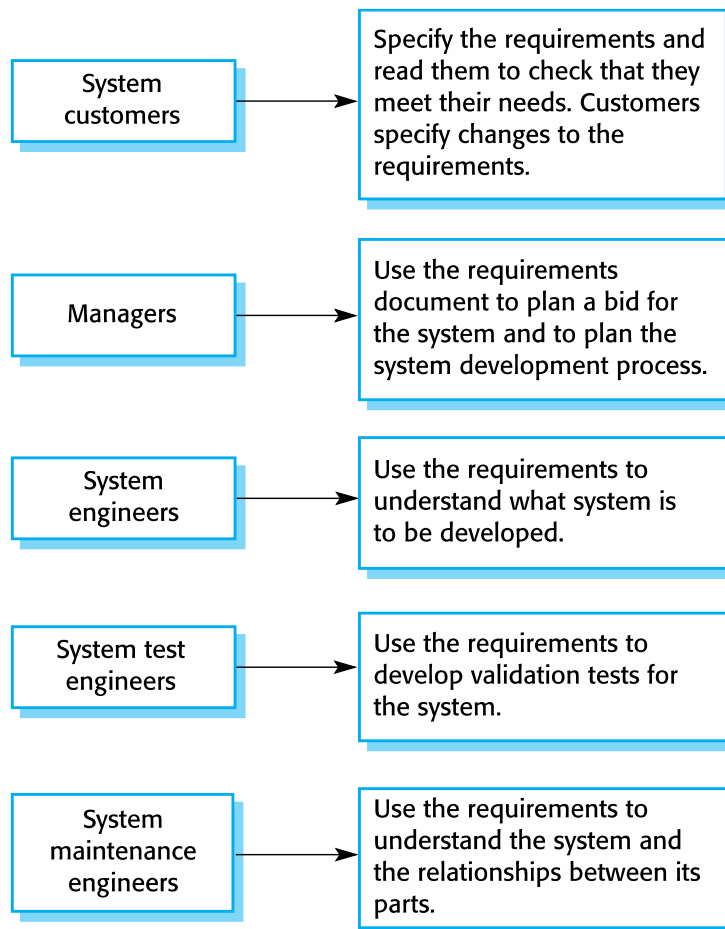 System
customers
Specify the requirements and
read them to check that they
meet their needs. Customers
specify changes to the
requirements.
Managers
Use the requirements
document to plan a bid for
the system and to plan the
system development process.
System
engineers
Use the requirements to
understand what system is
to be developed.
System test
engineers
Use the requirements to
develop validation tests for
the system.
System
maintenance
engineers
Use the requirements to
understand the system and
the relationships between its
parts.